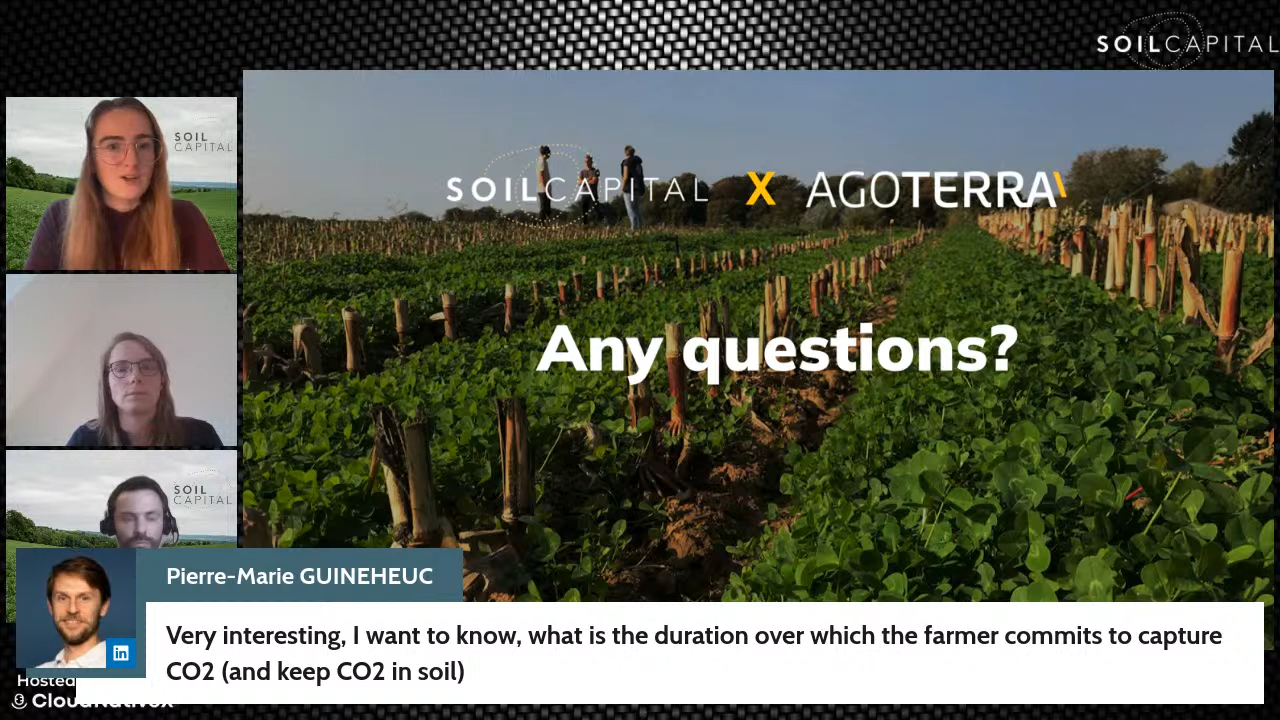 SOILCAPITAL
SOIL
CAPITAL
SOILCAPITAL X AGOTERRA
Any questions?
SOIL
CAPITAL
Pierre-Marie GUINEHEUC
in
Very interesting, I want to know, what is the duration over which the farmer commits to capture
CO2 (and keep CO2 in soil)
Hosted